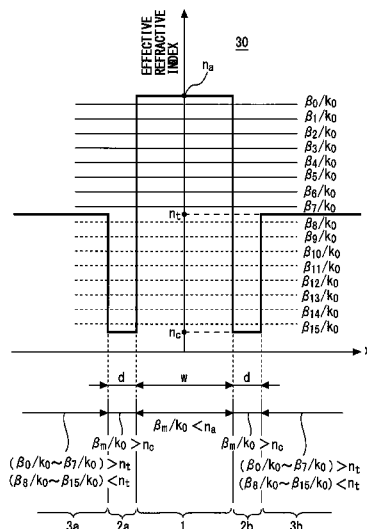 30
EFFECTIVE
REFRACTIVE
INDEX
nₐ
β₀/k₀
β₁/k₀
β₂/k₀
β₃/k₀
β₄/k₀
β₅/k₀
β₆/k₀
β₇/k₀
nₜ
β₈/k₀
β₉/k₀
β₁₀/k₀
β₁₁/k₀
β₁₂/k₀
β₁₃/k₀
β₁₄/k₀
β₁₅/k₀
n_c
x
d w d
βₘ/k₀<nₐ
βₘ/k₀>n_c βₘ/k₀>n_c
(β₀/k₀~β₇/k₀)>nₜ (β₀/k₀~β₇/k₀)>nₜ
(β₈/k₀~β₁₅/k₀)<nₜ (β₈/k₀~β₁₅/k₀)<nₜ
3a 2a 1 2b 3b